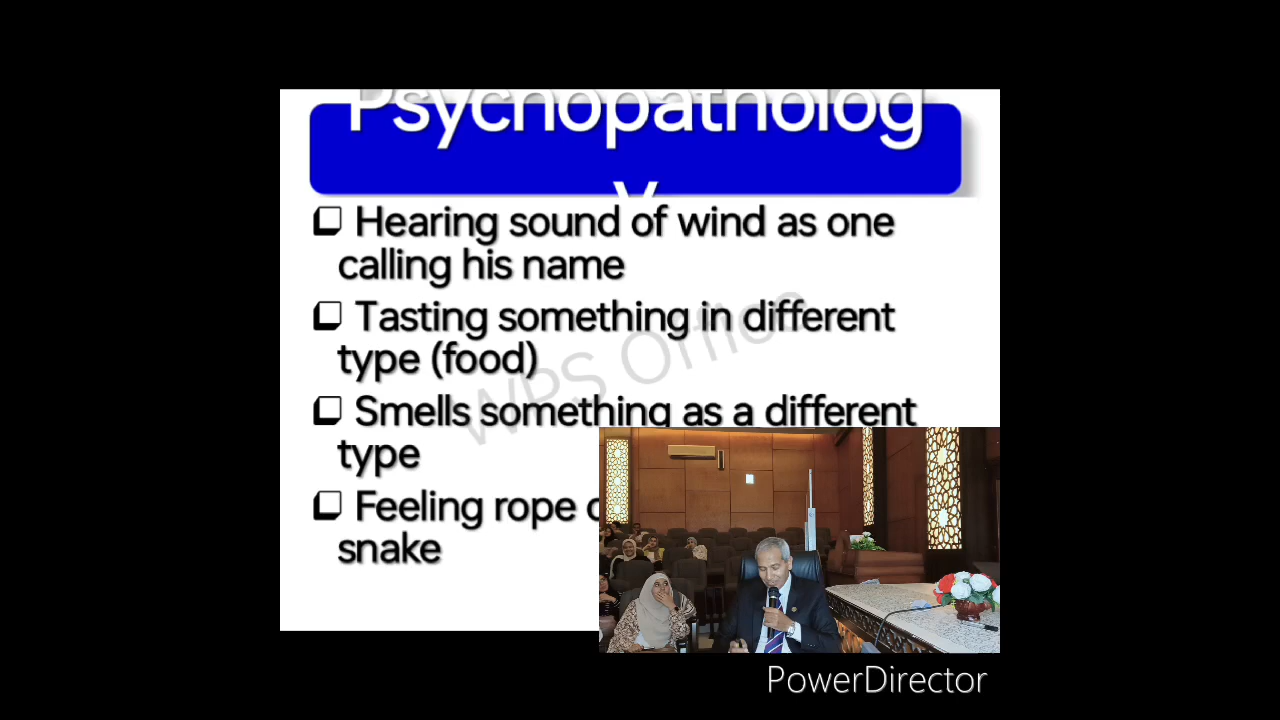 Psychopatholog
y
❑ Hearing sound of wind as one
calling his name
❑ Tasting something in different
type (food)
❑ Smells something as a different
type
❑ Feeling rope
snake
WPS Office
PowerDirector